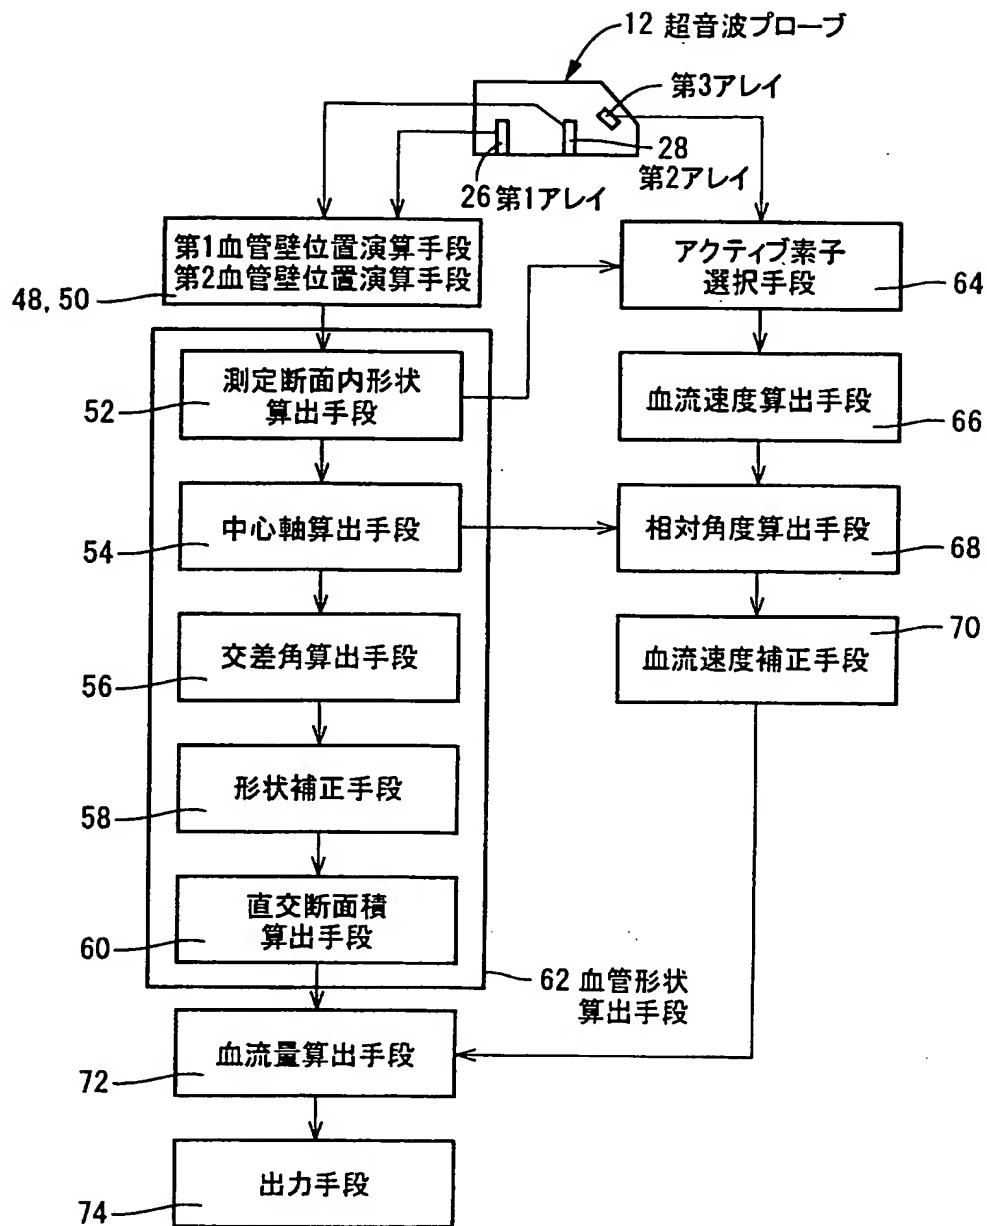 12 超音波プローブ
第3アレイ
28
第2アレイ
26 第1アレイ
第1血管壁位置演算手段
第2血管壁位置演算手段
48, 50
アクティブ素子
選択手段
64
測定断面内形状
算出手段
52
血流速度算出手段
66
中心軸算出手段
54
相対角度算出手段
68
交差角算出手段
56
血流速度補正手段
70
形状補正手段
58
直交断面積
算出手段
60
62 血管形状
算出手段
血流量算出手段
72
出力手段
74